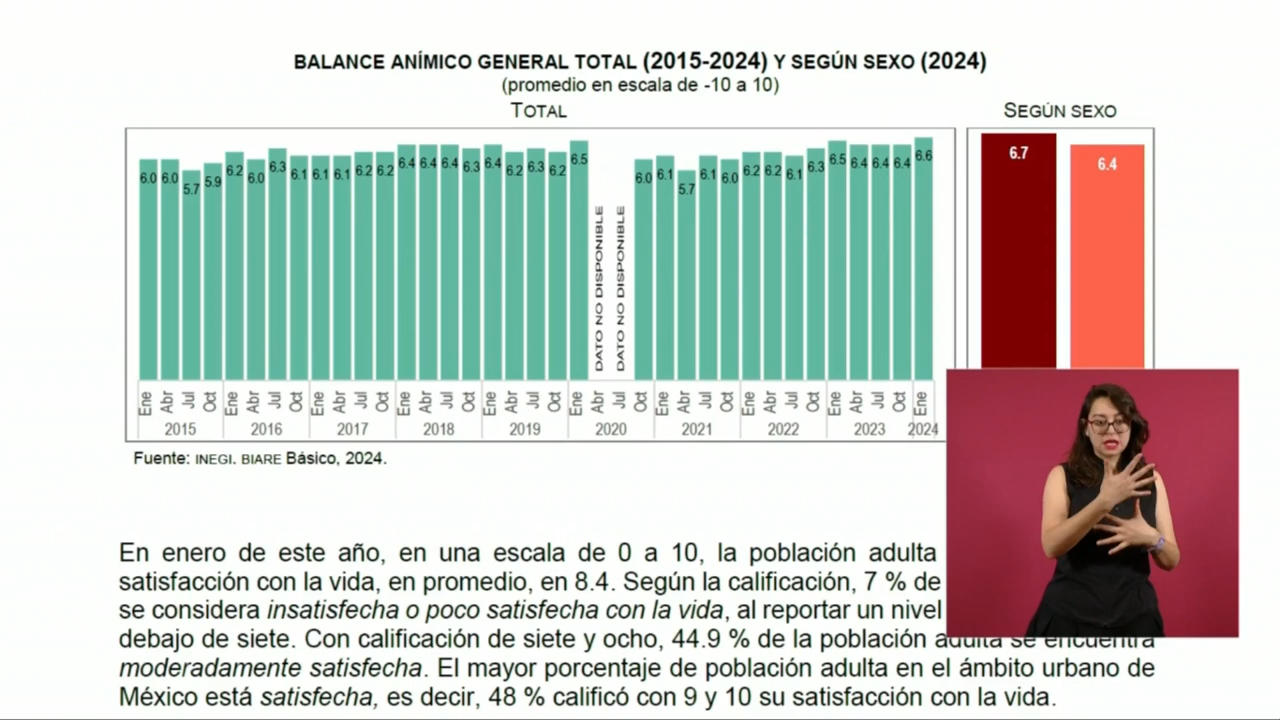 BALANCE ANÍMICO GENERAL TOTAL (2015-2024) Y SEGÚN SEXO (2024)
(promedio en escala de -10 a 10)
TOTAL
SEGÚN SEXO
6.0 6.0 5.7 5.9 6.2 6.0 6.3 6.1 6.1 6.1 6.2 6.2 6.4 6.4 6.4 6.3 6.4 6.2 6.3 6.2 6.5 DATO NO DISPONIBLE DATO NO DISPONIBLE 6.0 6.1 5.7 6.1 6.0 6.2 6.2 6.1 6.3 6.5 6.4 6.4 6.4 6.6
6.7 6.4
Ene Abr Jul Oct Ene Abr Jul Oct Ene Abr Jul Oct Ene Abr Jul Oct Ene Abr Jul Oct Ene Abr Jul Oct Ene Abr Jul Oct Ene Abr Jul Oct Ene Abr Jul Oct Ene
2015 2016 2017 2018 2019 2020 2021 2022 2023 2024
Fuente: INEGI. BIARE Básico, 2024.
En enero de este año, en una escala de 0 a 10, la población adulta
satisfacción con la vida, en promedio, en 8.4. Según la calificación, 7 % de
se considera insatisfecha o poco satisfecha con la vida, al reportar un nivel
debajo de siete. Con calificación de siete y ocho, 44.9 % de la población adulta se encuentra
moderadamente satisfecha. El mayor porcentaje de población adulta en el ámbito urbano de
México está satisfecha, es decir, 48 % calificó con 9 y 10 su satisfacción con la vida.